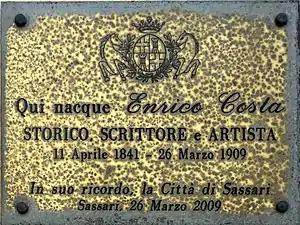 Qui nacque Enrico Costa
STORICO, SCRITTORE e ARTISTA
11 Aprile 1841 - 26 Marzo 1909
In suo ricordo, la Città di Sassari
Sassari, 26 Marzo 2009